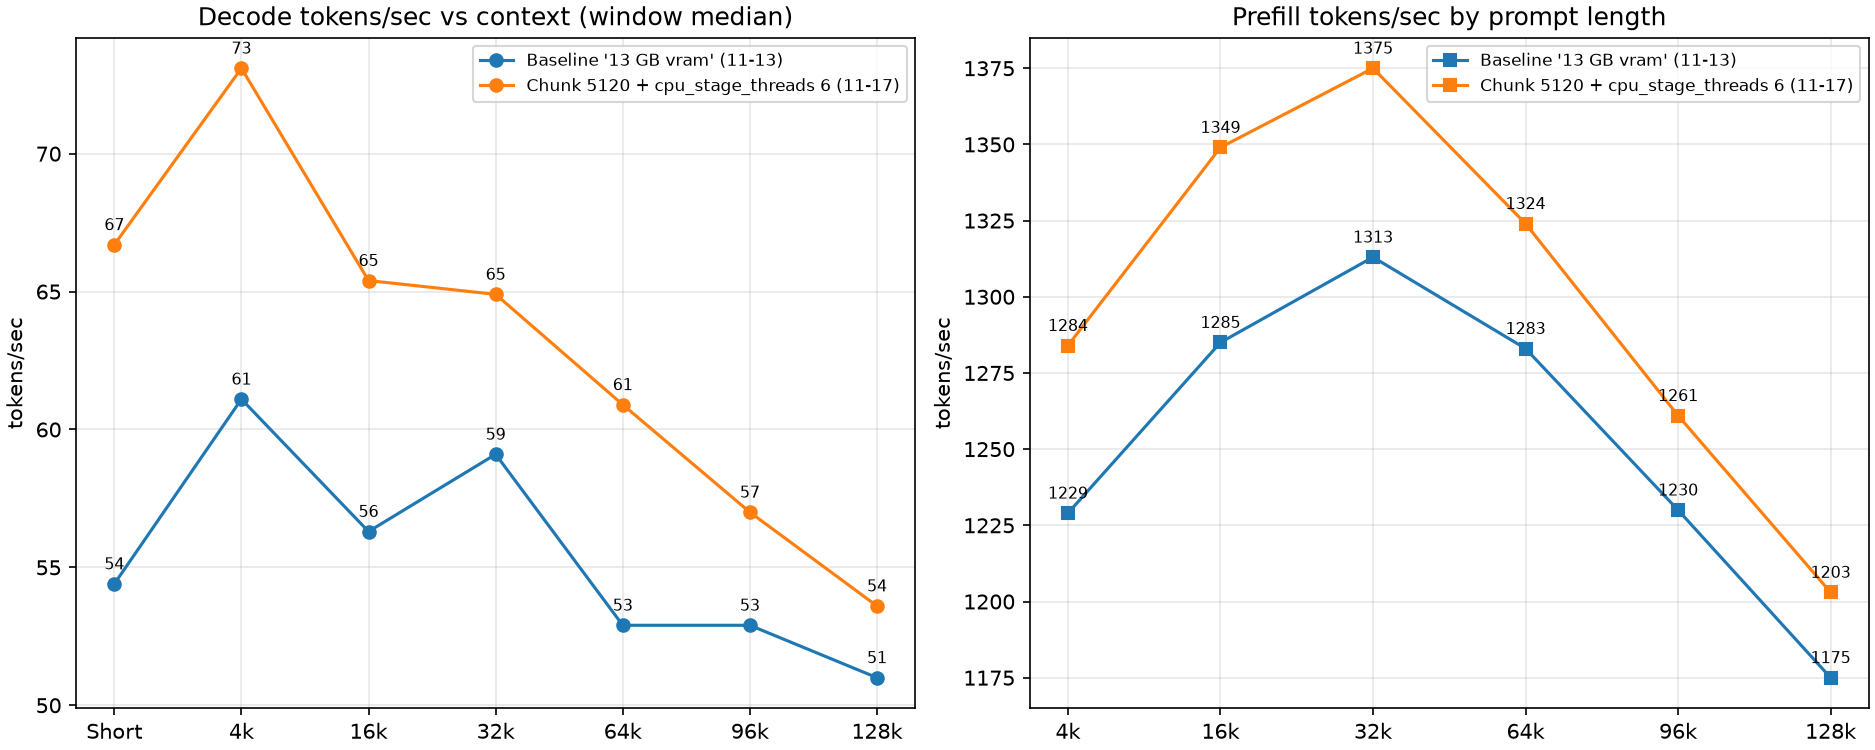 Decode tokens/sec vs context (window median)
Baseline '13 GB vram' (11-13)
Chunk 5120 + cpu_stage_threads 6 (11-17)
tokens/sec
70
65
60
55
50
67
73
65
65
61
57
54
54
61
56
59
53
53
51
Short
4k
16k
32k
64k
96k
128k
Prefill tokens/sec by prompt length
Baseline '13 GB vram' (11-13)
Chunk 5120 + cpu_stage_threads 6 (11-17)
tokens/sec
1375
1350
1325
1300
1275
1250
1225
1200
1175
1284
1349
1375
1324
1261
1203
1229
1285
1313
1283
1230
1175
4k
16k
32k
64k
96k
128k